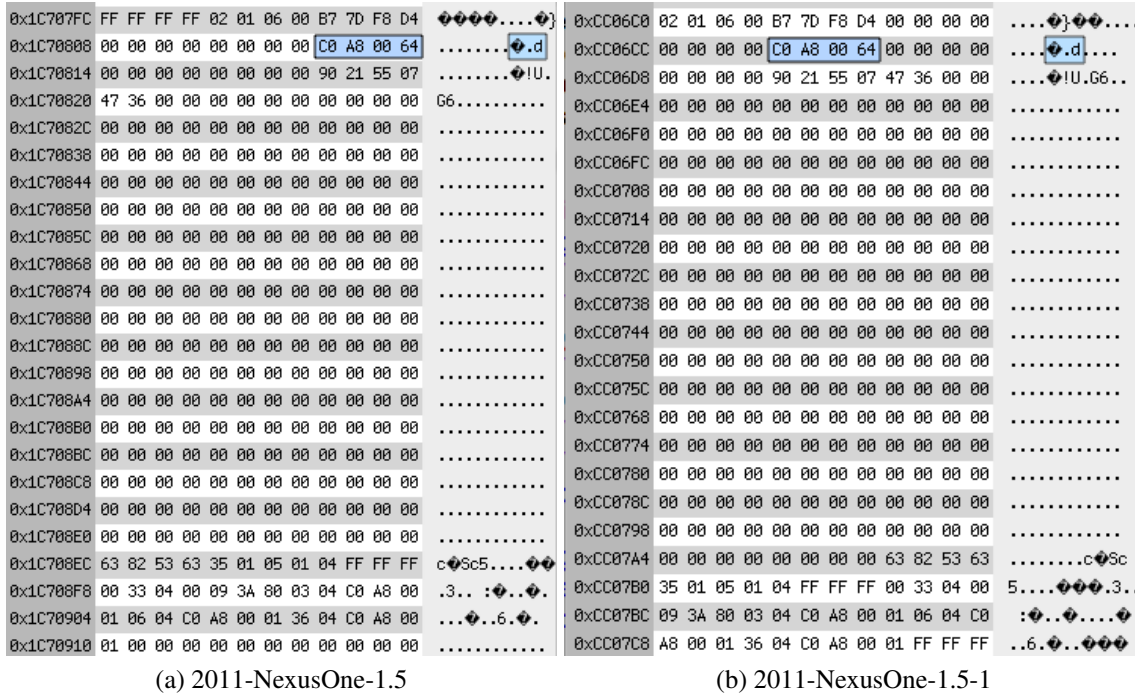 0x1C707FC FF FF FF FF 02 01 06 00 B7 7D F8 D4 ����....�}
0x1C70808 00 00 00 00 00 00 00 00 C0 A8 00 64 ........�.d
0x1C70814 00 00 00 00 00 00 00 00 90 21 55 07 ........�!U.
0x1C70820 47 36 00 00 00 00 00 00 00 00 00 00 G6..........
0x1C7082C 00 00 00 00 00 00 00 00 00 00 00 00 ............
0x1C70838 00 00 00 00 00 00 00 00 00 00 00 00 ............
0x1C70844 00 00 00 00 00 00 00 00 00 00 00 00 ............
0x1C70850 00 00 00 00 00 00 00 00 00 00 00 00 ............
0x1C7085C 00 00 00 00 00 00 00 00 00 00 00 00 ............
0x1C70868 00 00 00 00 00 00 00 00 00 00 00 00 ............
0x1C70874 00 00 00 00 00 00 00 00 00 00 00 00 ............
0x1C70880 00 00 00 00 00 00 00 00 00 00 00 00 ............
0x1C7088C 00 00 00 00 00 00 00 00 00 00 00 00 ............
0x1C70898 00 00 00 00 00 00 00 00 00 00 00 00 ............
0x1C708A4 00 00 00 00 00 00 00 00 00 00 00 00 ............
0x1C708B0 00 00 00 00 00 00 00 00 00 00 00 00 ............
0x1C708BC 00 00 00 00 00 00 00 00 00 00 00 00 ............
0x1C708C8 00 00 00 00 00 00 00 00 00 00 00 00 ............
0x1C708D4 00 00 00 00 00 00 00 00 00 00 00 00 ............
0x1C708E0 00 00 00 00 00 00 00 00 00 00 00 00 ............
0x1C708EC 63 82 53 63 35 01 05 01 04 FF FF FF c�Sc5....��
0x1C708F8 00 33 04 00 09 3A 80 03 04 C0 A8 00 .3.. :�..�.
0x1C70904 01 06 04 C0 A8 00 01 36 04 C0 A8 00 ...�..6.�.
0x1C70910 01 00 00 00 00 00 00 00 00 00 00 00 ............
(a) 2011-NexusOne-1.5
0xCC06C0 02 01 06 00 B7 7D F8 D4 00 00 00 00 ....�}��....
0xCC06CC 00 00 00 00 C0 A8 00 64 00 00 00 00 ....�.d....
0xCC06D8 00 00 00 00 90 21 55 07 47 36 00 00 ....�!U.G6..
0xCC06E4 00 00 00 00 00 00 00 00 00 00 00 00 ............
0xCC06F0 00 00 00 00 00 00 00 00 00 00 00 00 ............
0xCC06FC 00 00 00 00 00 00 00 00 00 00 00 00 ............
0xCC0708 00 00 00 00 00 00 00 00 00 00 00 00 ............
0xCC0714 00 00 00 00 00 00 00 00 00 00 00 00 ............
0xCC0720 00 00 00 00 00 00 00 00 00 00 00 00 ............
0xCC072C 00 00 00 00 00 00 00 00 00 00 00 00 ............
0xCC0738 00 00 00 00 00 00 00 00 00 00 00 00 ............
0xCC0744 00 00 00 00 00 00 00 00 00 00 00 00 ............
0xCC0750 00 00 00 00 00 00 00 00 00 00 00 00 ............
0xCC075C 00 00 00 00 00 00 00 00 00 00 00 00 ............
0xCC0768 00 00 00 00 00 00 00 00 00 00 00 00 ............
0xCC0774 00 00 00 00 00 00 00 00 00 00 00 00 ............
0xCC0780 00 00 00 00 00 00 00 00 00 00 00 00 ............
0xCC078C 00 00 00 00 00 00 00 00 00 00 00 00 ............
0xCC0798 00 00 00 00 00 00 00 00 00 00 00 00 ............
0xCC07A4 00 00 00 00 00 00 00 00 63 82 53 63 ........c�Sc
0xCC07B0 35 01 05 01 04 FF FF FF 00 33 04 00 5....���.3.
0xCC07BC 09 3A 80 03 04 C0 A8 00 01 06 04 C0 :�..�....�
0xCC07C8 A8 00 01 36 04 C0 A8 00 01 FF FF FF ..6.�..���
(b) 2011-NexusOne-1.5-1